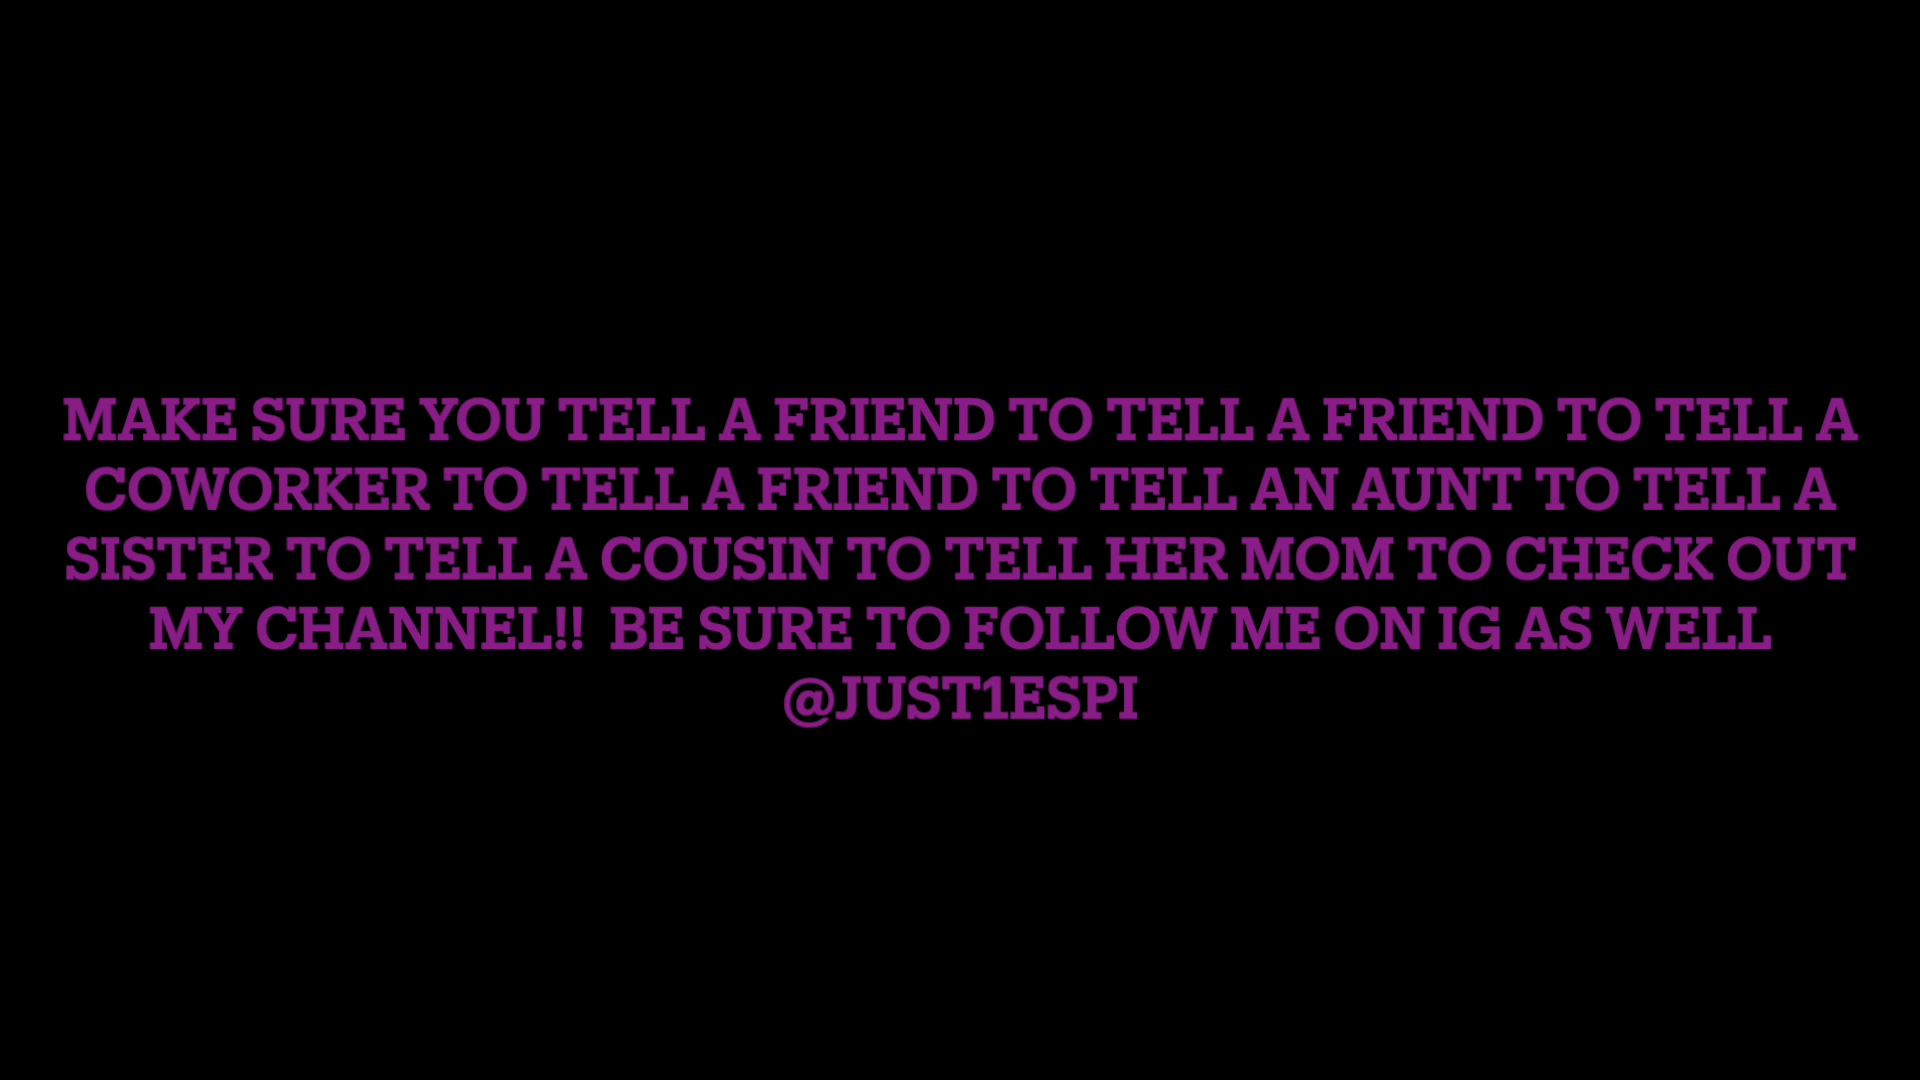 MAKE SURE YOU TELL A FRIEND TO TELL A FRIEND TO TELL A
COWORKER TO TELL A FRIEND TO TELL AN AUNT TO TELL A
SISTER TO TELL A COUSIN TO TELL HER MOM TO CHECK OUT
MY CHANNEL!!  BE SURE TO FOLLOW ME ON IG AS WELL
@JUST1ESPI